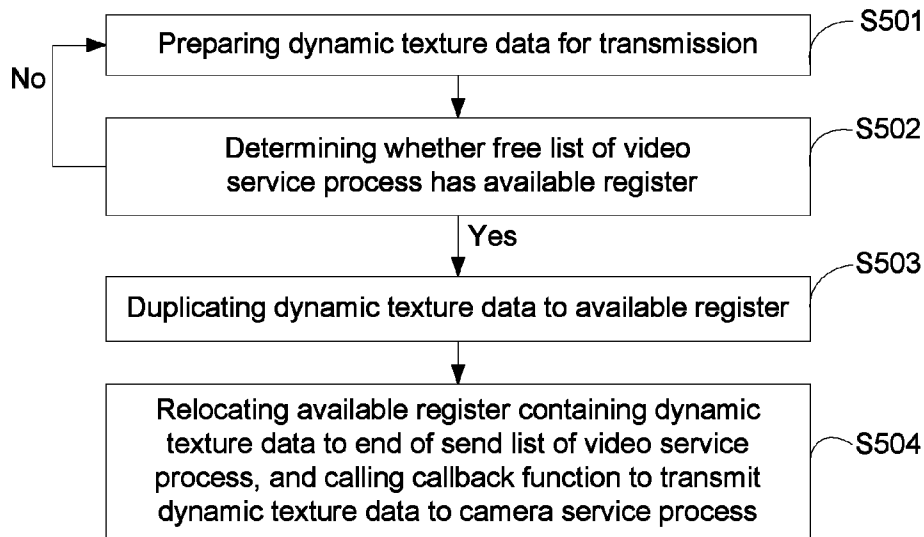 S501
Preparing dynamic texture data for transmission
No
S502
Determining whether free list of video
service process has available register
Yes
S503
Duplicating dynamic texture data to available register
Relocating available register containing dynamic
texture data to end of send list of video service
process, and calling callback function to transmit
dynamic texture data to camera service process
S504